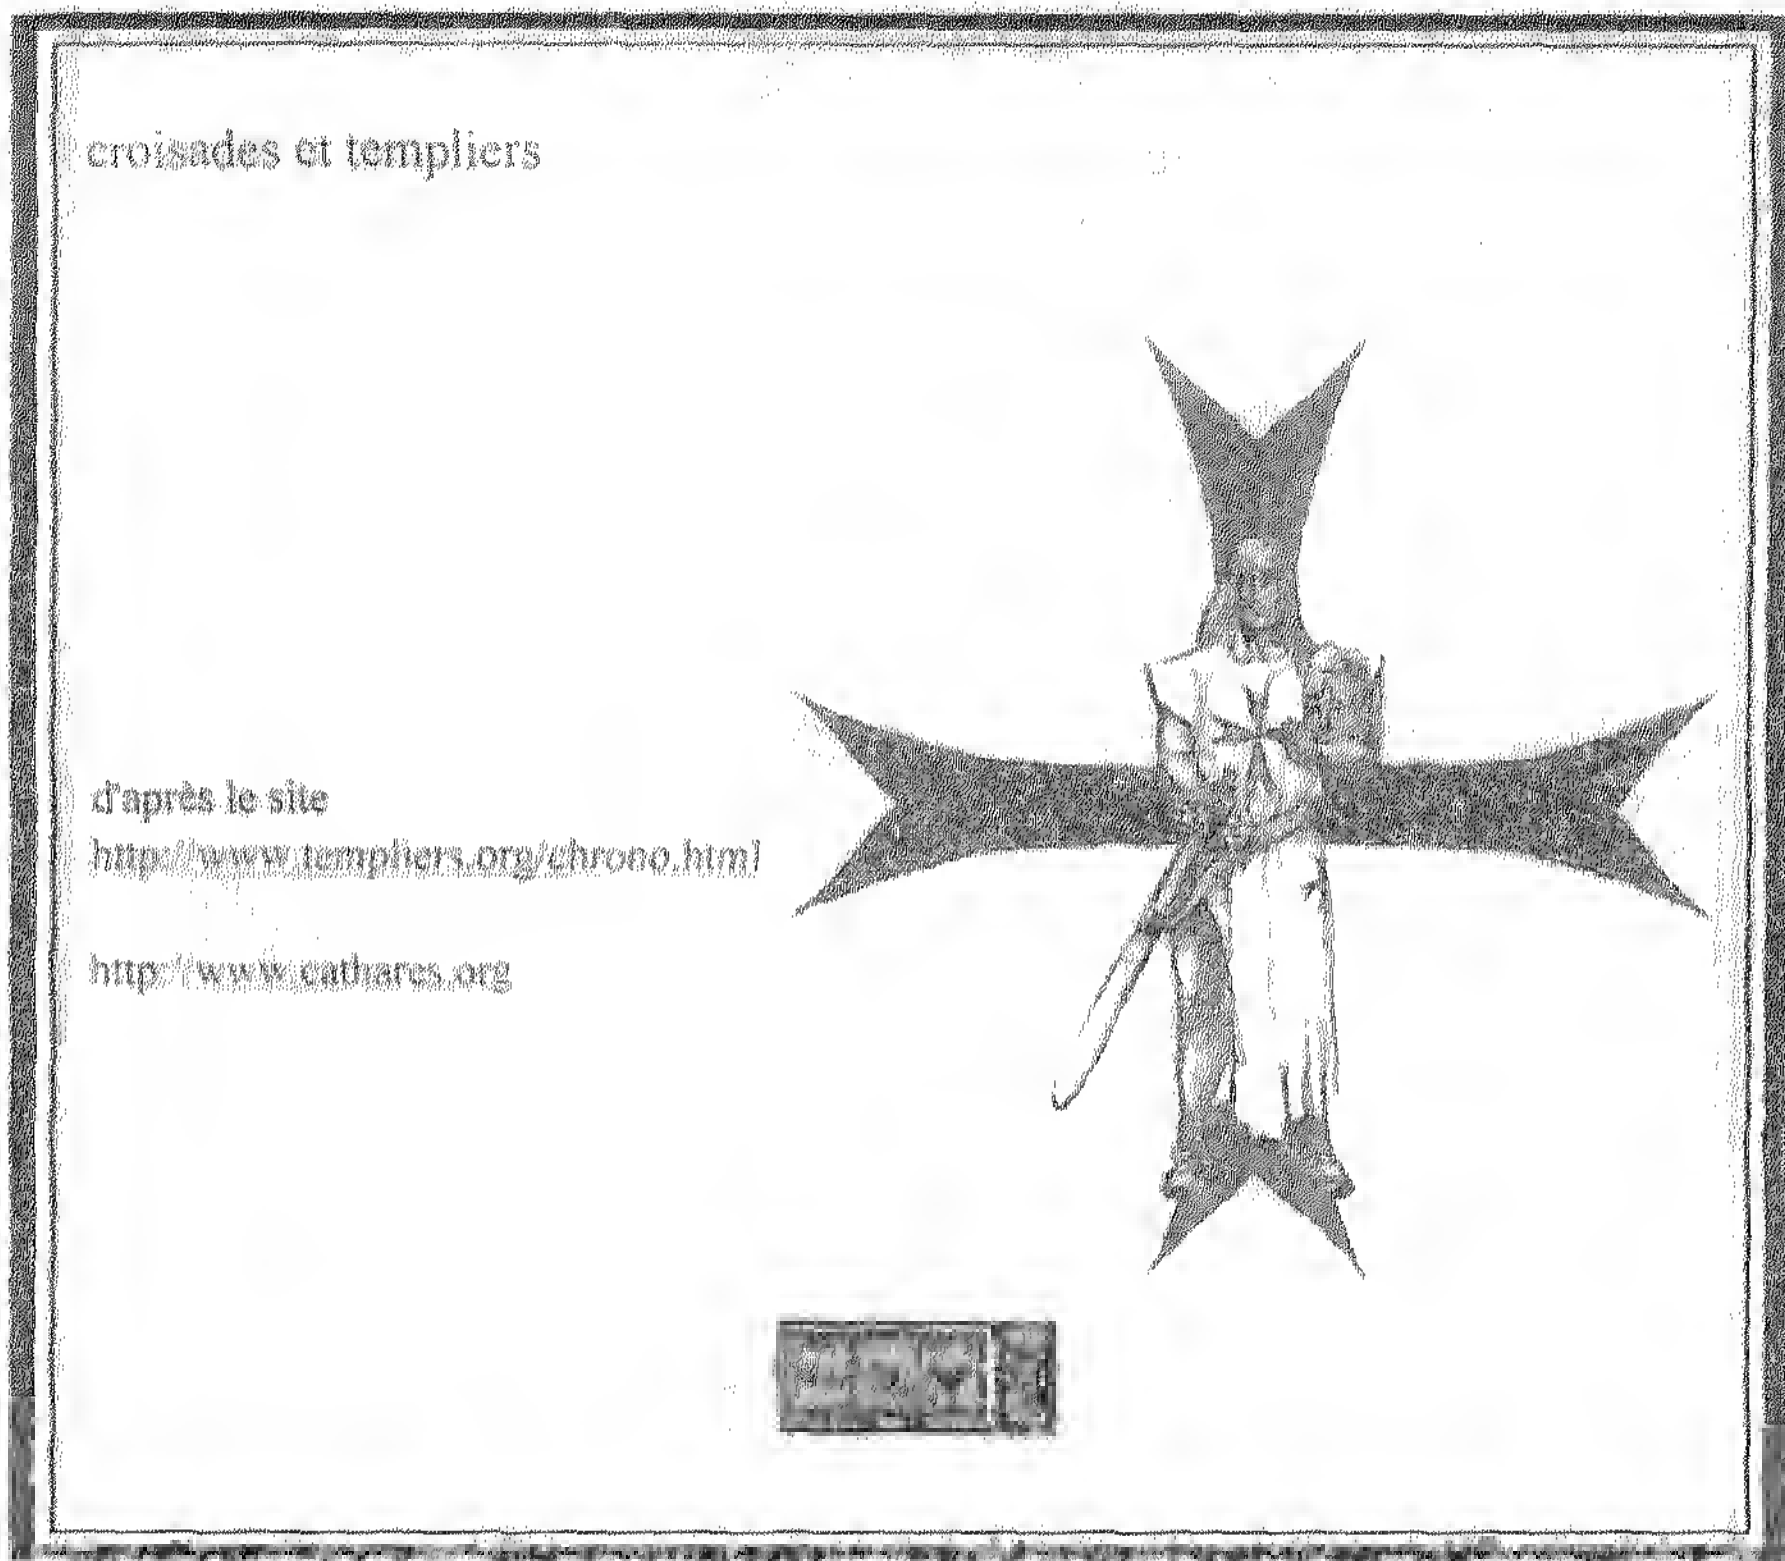 croisades et templiers
d'après le site
http://www.templiers.org/chrono.html
http://www.cathares.org